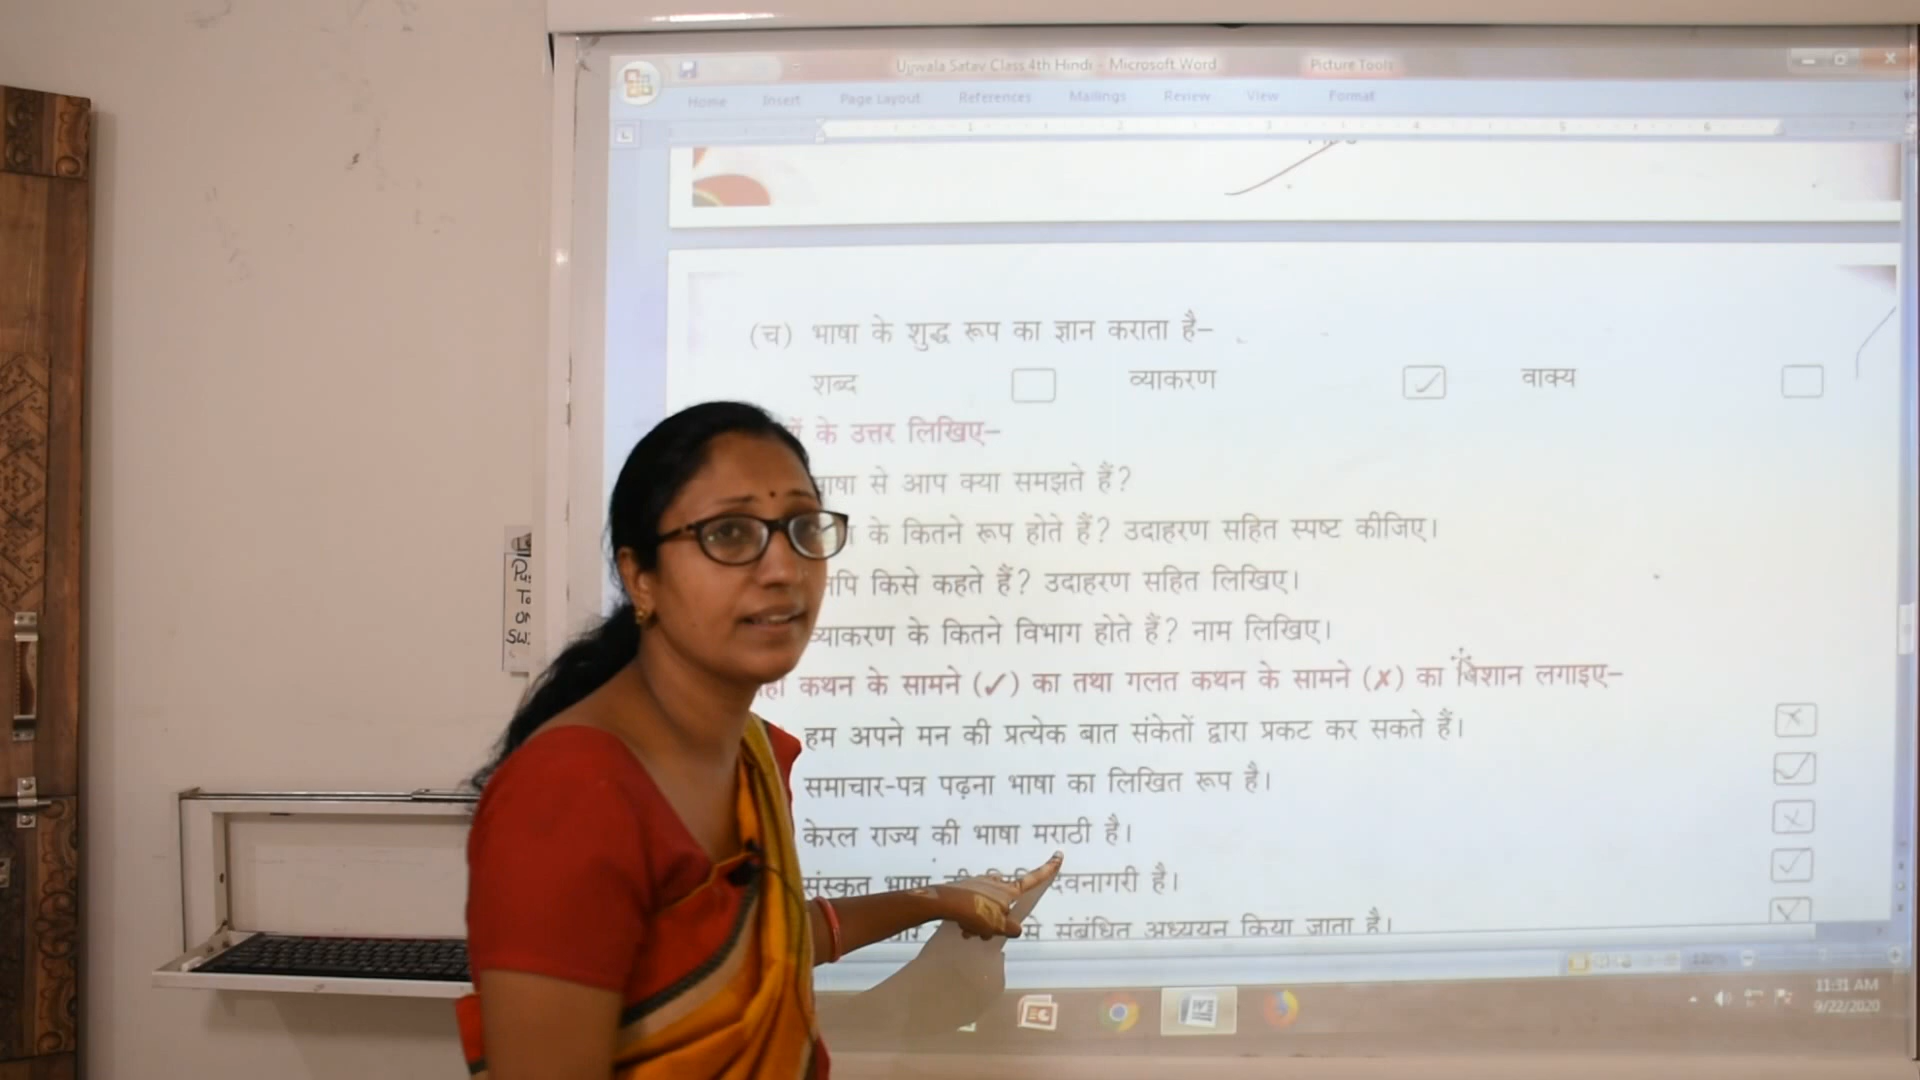 Ujwala Satav Class 4th Hindi - Microsoft Word Picture Tools
Home Insert Page Layout References Mailings Review View Format
(च) भाषा के शुद्ध रूप का ज्ञान कराता है–
शब्द व्याकरण ✓ वाक्य
के उत्तर लिखिए–
से आप क्या समझते हैं?
के कितने रूप होते हैं? उदाहरण सहित स्पष्ट कीजिए।
किसे कहते हैं? उदाहरण सहित लिखिए।
व्याकरण के कितने विभाग होते हैं? नाम लिखिए।
कथन के सामने (✓) का तथा गलत कथन के सामने (✗) का निशान लगाइए–
हम अपने मन की प्रत्येक बात संकेतों द्वारा प्रकट कर सकते हैं। ✗
समाचार-पत्र पढ़ना भाषा का लिखित रूप है। ✓
केरल राज्य की भाषा मराठी है। ✗
संस्कृत भाषा देवनागरी है। ✓
से संबंधित अध्ययन किया जाता है। ✓
11:31 AM
9/22/2020